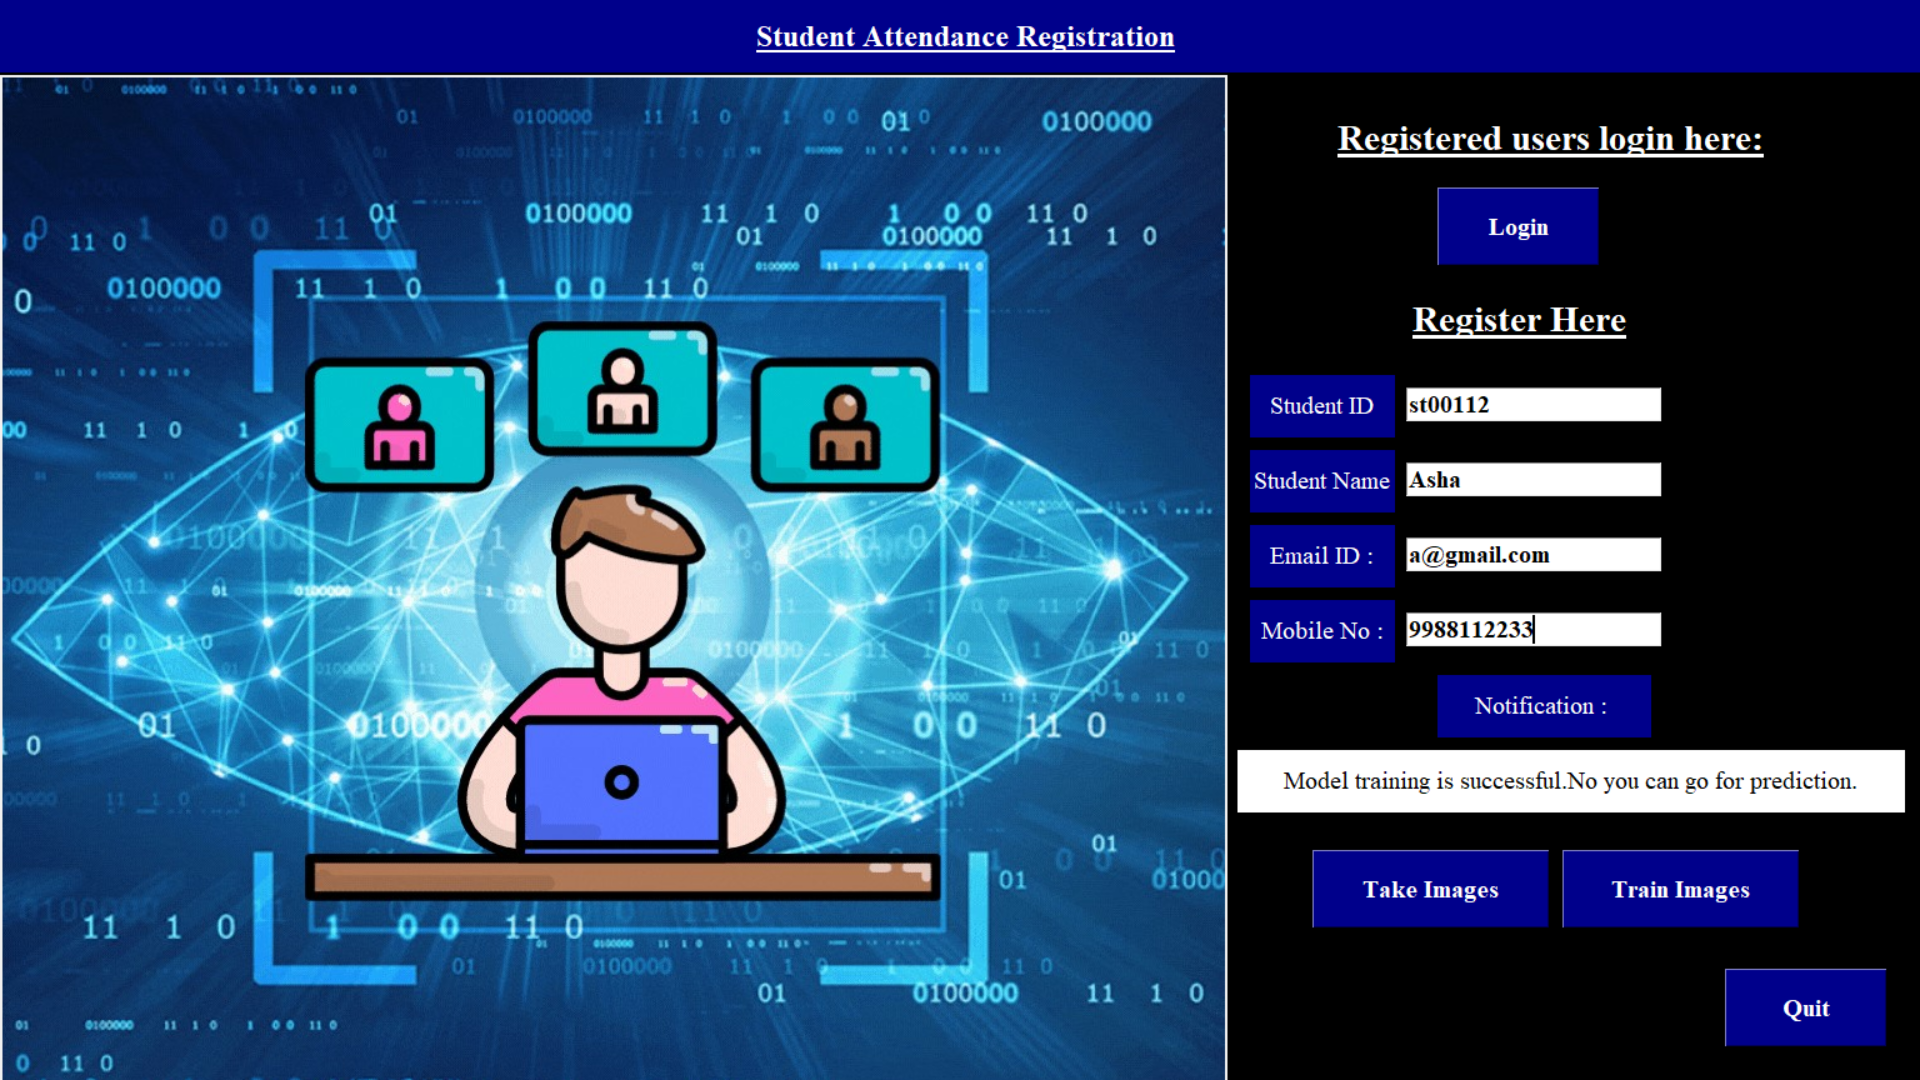 Student Attendance Registration
Registered users login here:
Login
Register Here
Student ID st00112
Student Name Asha
Email ID : a@gmail.com
Mobile No : 9988112233
Notification :
Model training is successful.No you can go for prediction.
Take Images Train Images
Quit